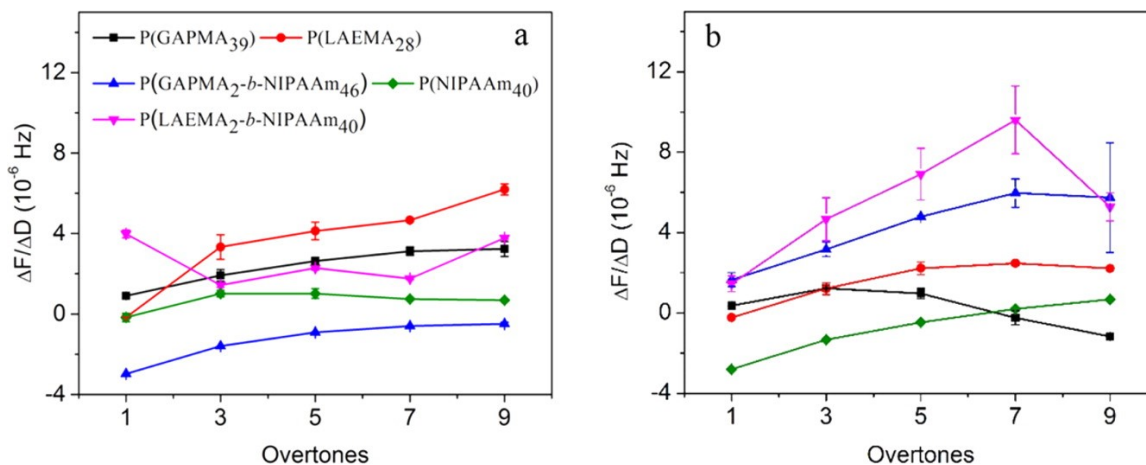 a
P(GAPMA39) P(LAEMA28)
P(GAPMA2-b-NIPAAm46) P(NIPAAm40)
P(LAEMA2-b-NIPAAm40)
12
8
4
0
-4
ΔF/ΔD (10-6 Hz)
1 3 5 7 9
Overtones
b
12
8
4
0
-4
ΔF/ΔD (10-6 Hz)
1 3 5 7 9
Overtones